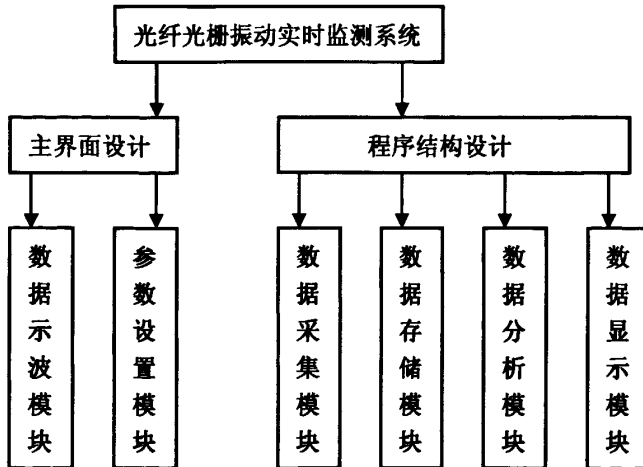 光纤光栅振动实时监测系统
主界面设计
程序结构设计
数据示波模块
参数设置模块
数据采集模块
数据存储模块
数据分析模块
数据显示模块